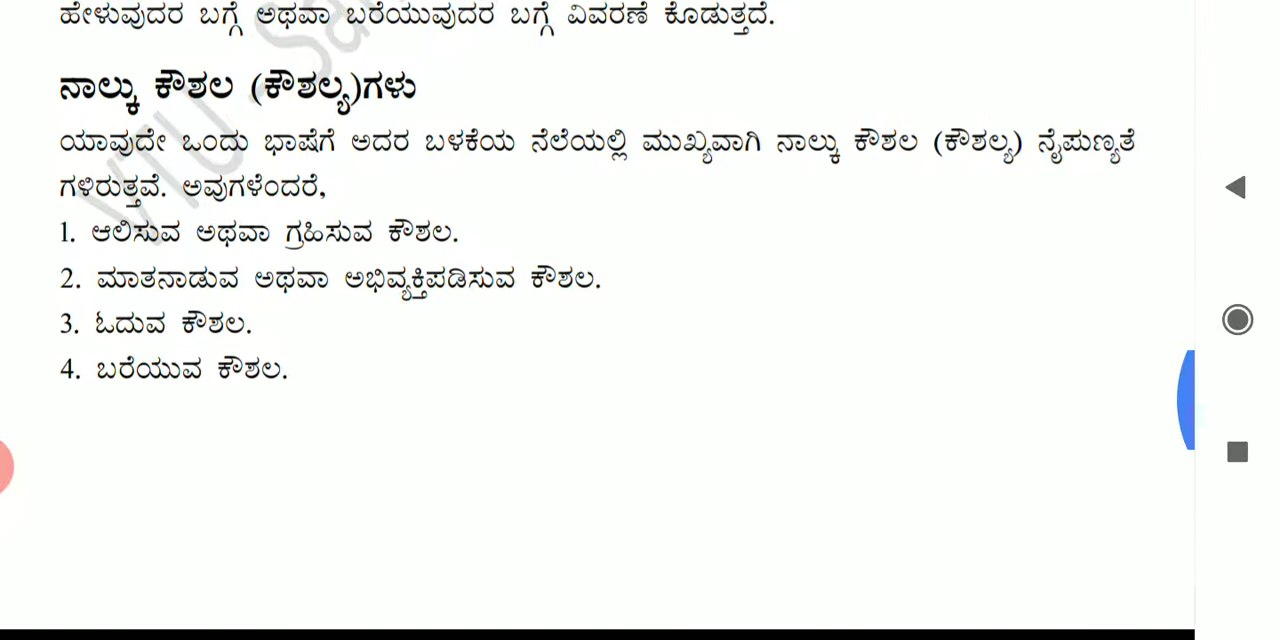 ಹೇಳುವುದರ ಬಗ್ಗೆ ಅಥವಾ ಬರೆಯುವುದರ ಬಗ್ಗೆ ವಿವರಣೆ ಕೊಡುತ್ತದೆ.
ನಾಲ್ಕು ಕೌಶಲ (ಕೌಶಲ್ಯ)ಗಳು
ಯಾವುದೇ ಒಂದು ಭಾಷೆಗೆ ಅದರ ಬಳಕೆಯ ನೆಲೆಯಲ್ಲಿ ಮುಖ್ಯವಾಗಿ ನಾಲ್ಕು ಕೌಶಲ (ಕೌಶಲ್ಯ) ನೈಪುಣ್ಯತೆ
ಗಳಿರುತ್ತವೆ. ಅವುಗಳೆಂದರೆ,
1. ಆಲಿಸುವ ಅಥವಾ ಗ್ರಹಿಸುವ ಕೌಶಲ.
2. ಮಾತನಾಡುವ ಅಥವಾ ಅಭಿವ್ಯಕ್ತಿಪಡಿಸುವ ಕೌಶಲ.
3. ಓದುವ ಕೌಶಲ.
4. ಬರೆಯುವ ಕೌಶಲ.
VTU -